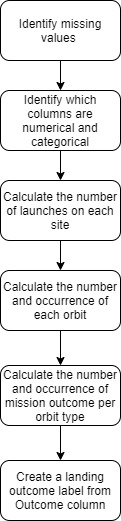 Identify missing
values
Identify which
columns are
numerical and
categorical
Calculate the number
of launches on each
site
Calculate the number
and occurrence of
each orbit
Calculate the number
and occurrence of
mission outcome per
orbit type
Create a landing
outcome label from
Outcome column